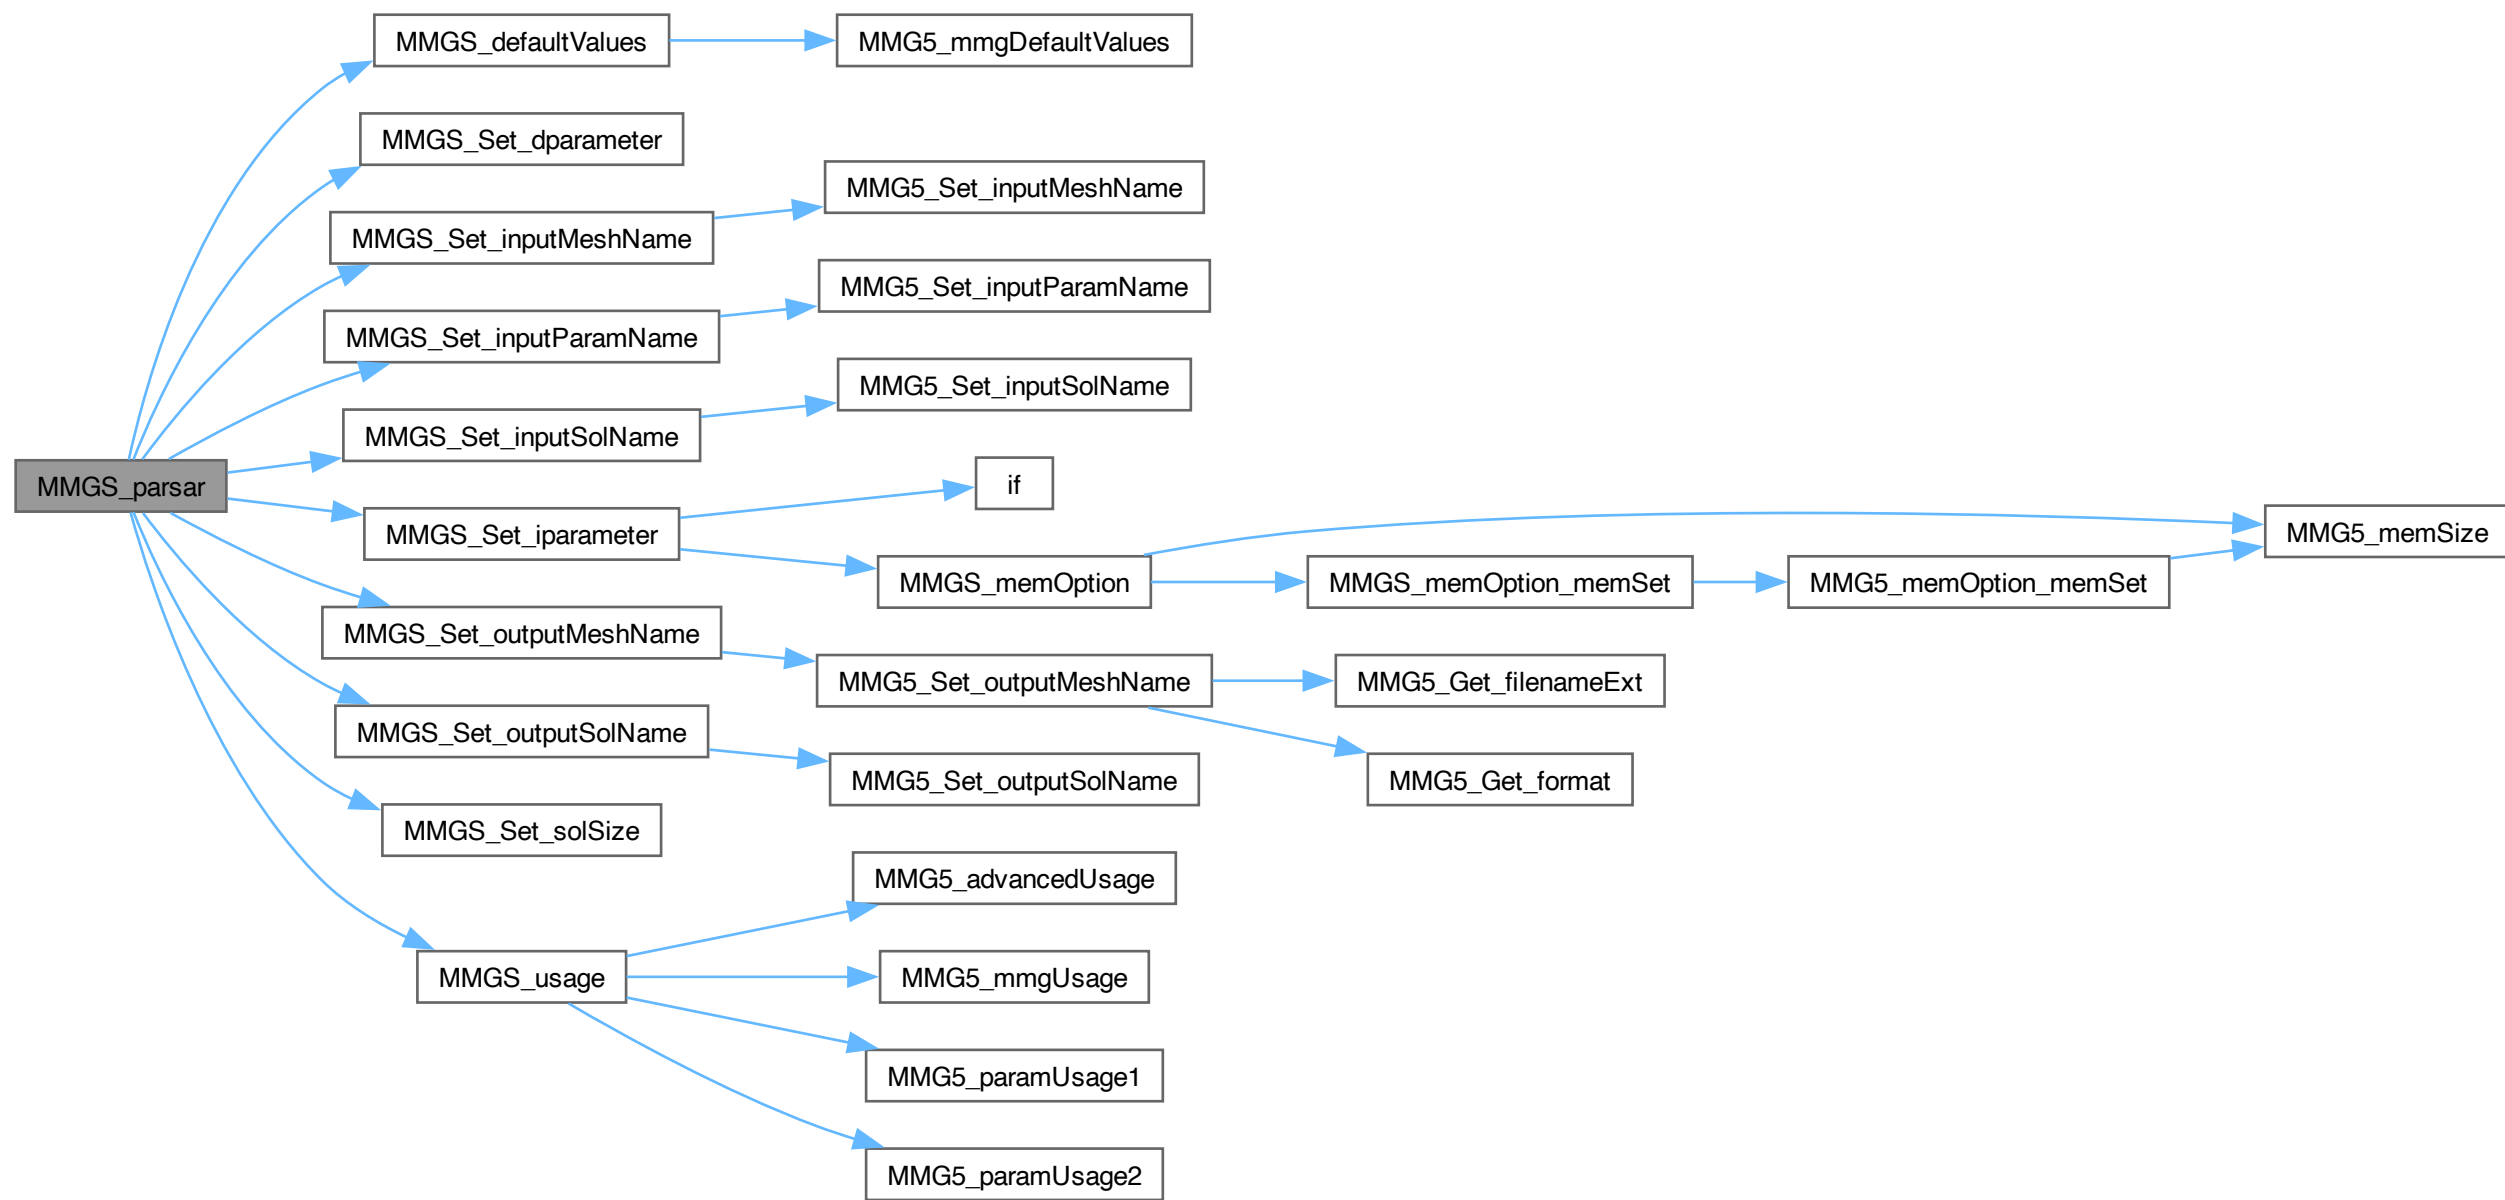 MMGS_defaultValues
MMG5_mmgDefaultValues
MMGS_Set_dparameter
MMG5_Set_inputMeshName
MMGS_Set_inputMeshName
MMG5_Set_inputParamName
MMGS_Set_inputParamName
MMG5_Set_inputSolName
MMGS_Set_inputSolName
MMGS_parsar
if
MMGS_Set_iparameter
MMG5_memSize
MMGS_memOption
MMGS_memOption_memSet
MMG5_memOption_memSet
MMGS_Set_outputMeshName
MMG5_Set_outputMeshName
MMG5_Get_filenameExt
MMGS_Set_outputSolName
MMG5_Set_outputSolName
MMG5_Get_format
MMGS_Set_solSize
MMG5_advancedUsage
MMGS_usage
MMG5_mmgUsage
MMG5_paramUsage1
MMG5_paramUsage2